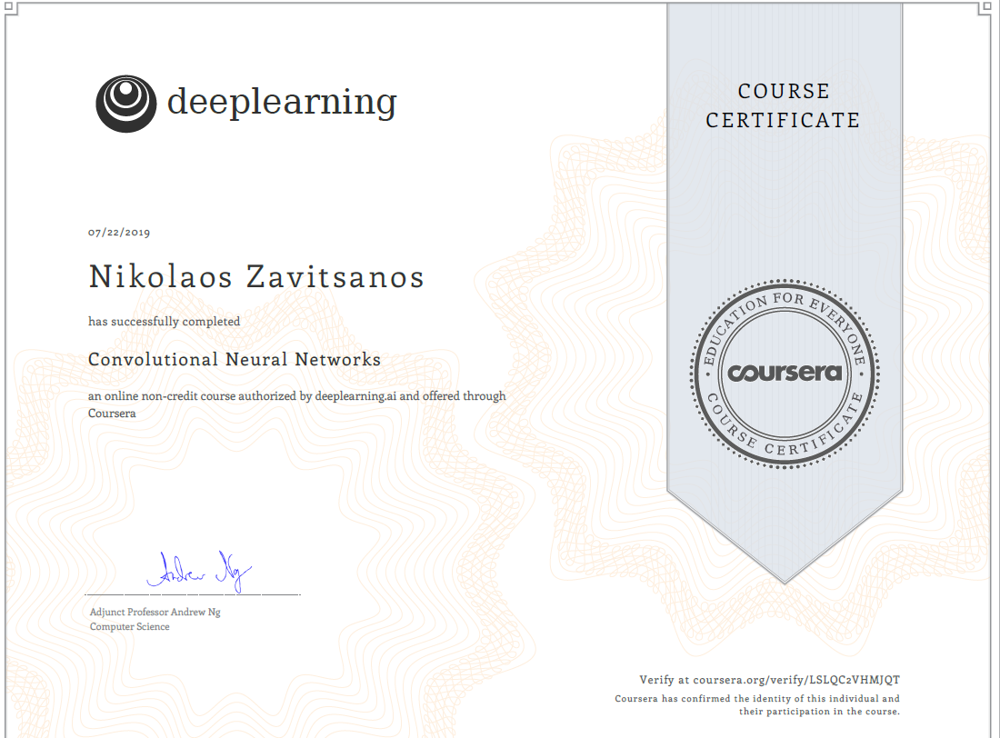 deeplearning
COURSE
CERTIFICATE
07/22/2019
Nikolaos Zavitsanos
has successfully completed
Convolutional Neural Networks
an online non-credit course authorized by deeplearning.ai and offered through
Coursera
EDUCATION FOR EVERYONE
coursera
COURSE CERTIFICATE
Andrew Ng
Adjunct Professor Andrew Ng
Computer Science
Verify at coursera.org/verify/LSLQC2VHMJQT
Coursera has confirmed the identity of this individual and
their participation in the course.